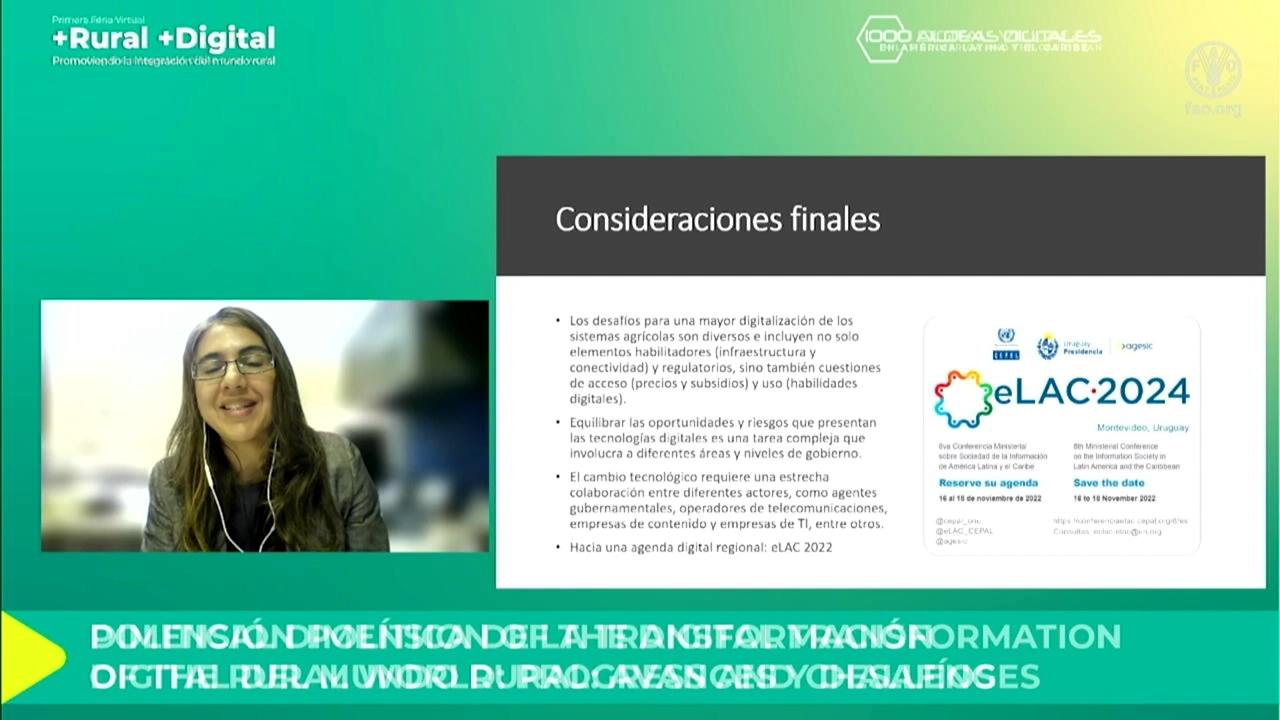 Primera Feria Virtual
+Rural +Digital
Promoviendo la integración del mundo rural
1000
fao.org
Consideraciones finales
• Los desafíos para una mayor digitalización de los
sistemas agrícolas son diversos e incluyen no solo
elementos habilitadores (infraestructura y
conectividad) y regulatorios, sino también cuestiones
de acceso (precios y subsidios) y uso (habilidades
digitales).
• Equilibrar las oportunidades y riesgos que presentan
las tecnologías digitales es una tarea compleja que
involucra a diferentes áreas y niveles de gobierno.
• El cambio tecnológico requiere una estrecha
colaboración entre diferentes actores, como agentes
gubernamentales, operadores de telecomunicaciones,
empresas de contenido y empresas de TI, entre otros.
• Hacia una agenda digital regional: eLAC 2022
CEPAL
Uruguay
Presidencia
agesic
eLAC·2024
Montevideo, Uruguay
8va Conferencia Ministerial
sobre Sociedad de la Información
de América Latina y el Caribe
Reserve su agenda
16 al 18 de noviembre de 2022
8th Ministerial Conference
on the Information Society in
Latin America and the Caribbean
Save the date
16 to 18 November 2022
@cepal_onu
@eLAC_CEPAL
@agesic